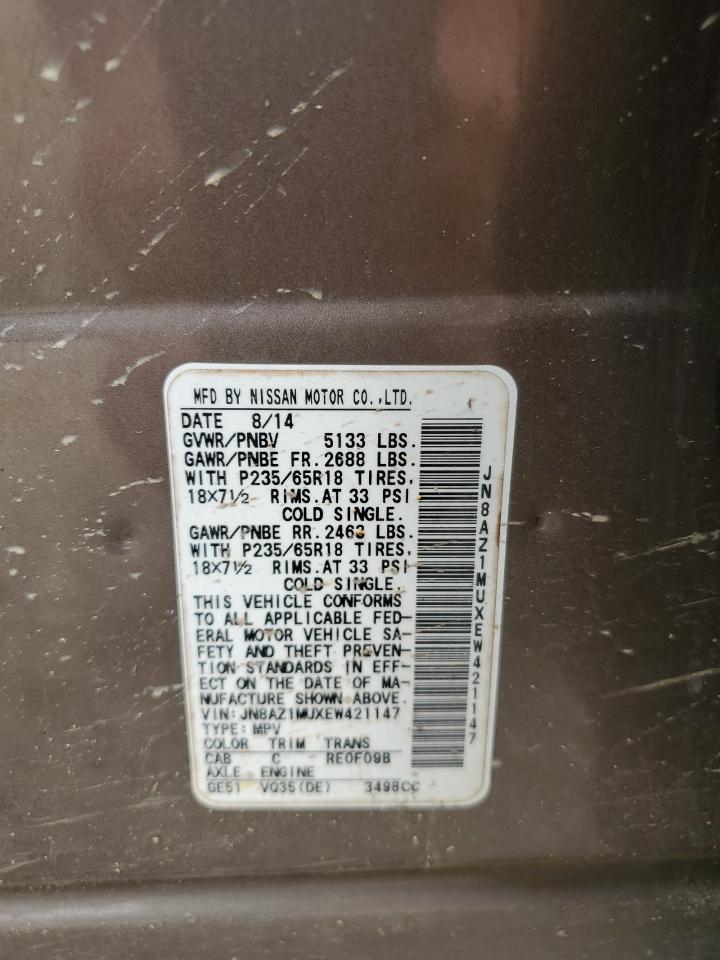 MFD BY NISSAN MOTOR CO.,LTD.
DATE 8/14
GVWR/PNBV 5133 LBS.
GAWR/PNBE FR. 2688 LBS.
WITH P235/65R18 TIRES,
18X7½ RIMS. AT 33 PSI
COLD SINGLE.
GAWR/PNBE RR. 2463 LBS.
WITH P235/65R18 TIRES,
18X7½ RIMS. AT 33 PSI
COLD SINGLE.
THIS VEHICLE CONFORMS
TO ALL APPLICABLE FED-
ERAL MOTOR VEHICLE SA-
FETY AND THEFT PREVEN-
TION STANDARDS IN EFF-
ECT ON THE DATE OF MA-
NUFACTURE SHOWN ABOVE.
VIN: JN8AZ1MUXEW421147
TYPE: MPV
COLOR TRIM TRANS
CAB C RE0F09B
AXLE ENGINE
GE51 VQ35(DE) 3498CC
JN8AZ1MUXEW421147